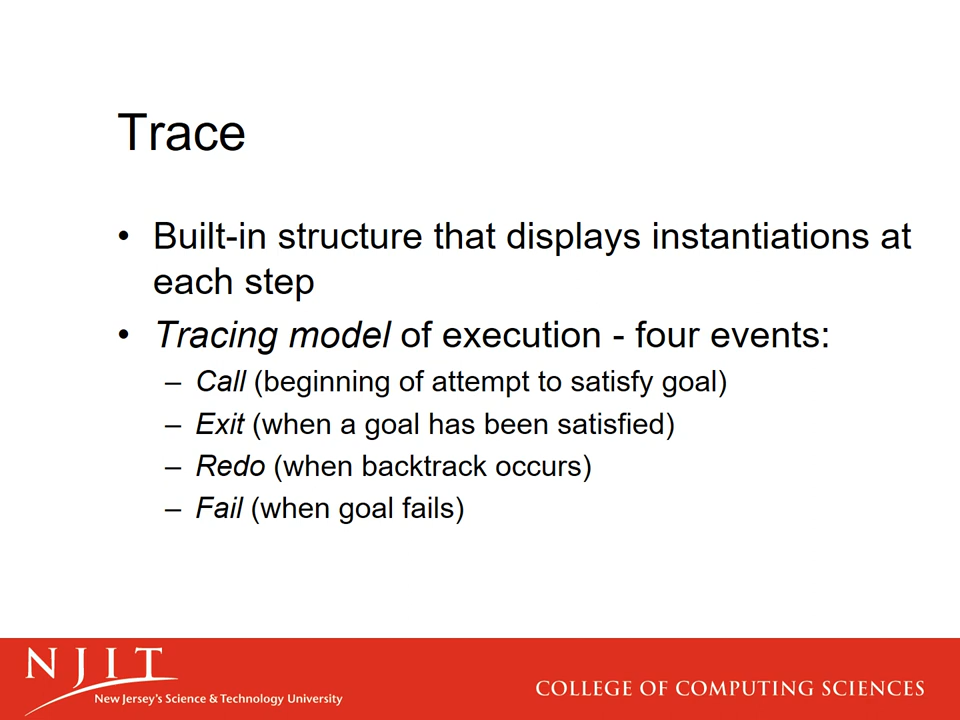 Trace
• Built-in structure that displays instantiations at
each step
• Tracing model of execution - four events:
– Call (beginning of attempt to satisfy goal)
– Exit (when a goal has been satisfied)
– Redo (when backtrack occurs)
– Fail (when goal fails)
NJIT
New Jersey's Science & Technology University
COLLEGE OF COMPUTING SCIENCES